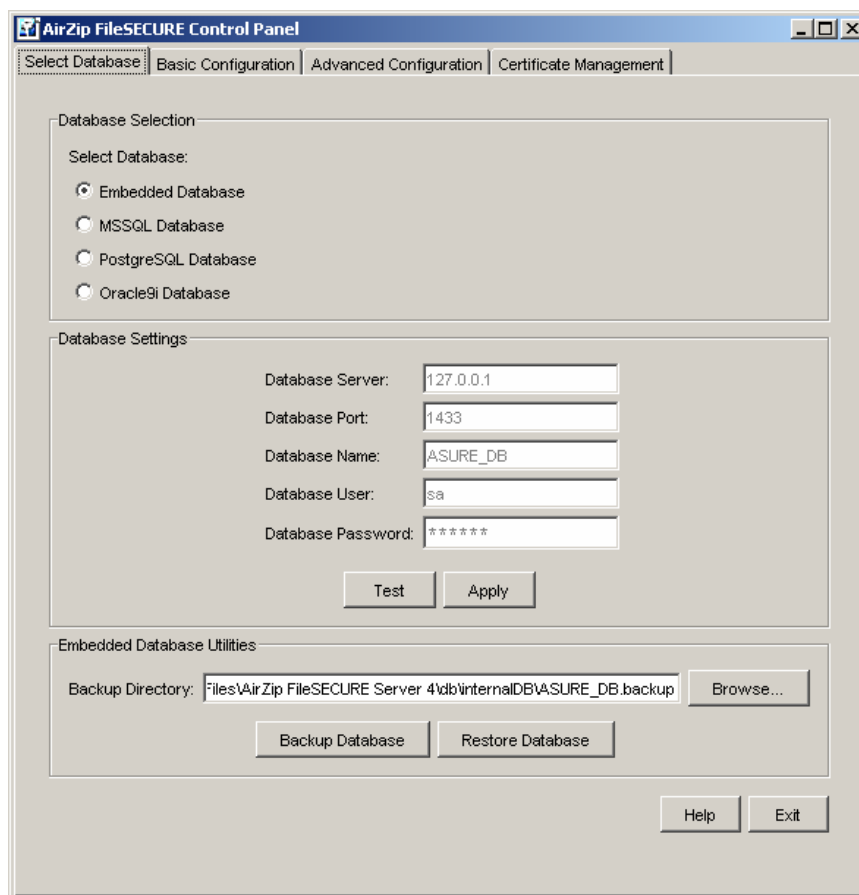 AirZip FileSECURE Control Panel
Select Database Basic Configuration Advanced Configuration Certificate Management
Database Selection
Select Database:
Embedded Database
MSSQL Database
PostgreSQL Database
Oracle9i Database
Database Settings
Database Server: 127.0.0.1
Database Port: 1433
Database Name: ASURE_DB
Database User: sa
Database Password: ******
Test Apply
Embedded Database Utilities
Backup Directory: Files\AirZip FileSECURE Server 4\db\internalDB\ASURE_DB.backup Browse...
Backup Database Restore Database
Help Exit